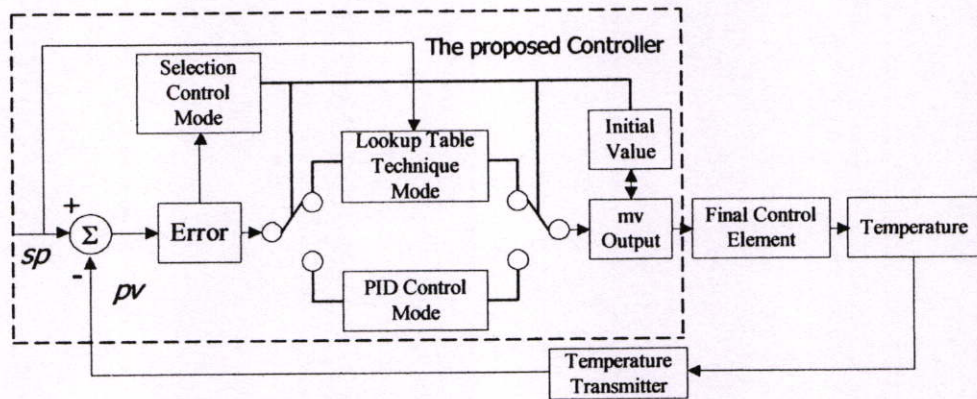 The proposed Controller
Selection
Control
Mode
Lookup Table
Technique
Mode
Initial
Value
+
Σ
sp
-
pv
Error
mv
Output
Final Control
Element
Temperature
PID Control
Mode
Temperature
Transmitter